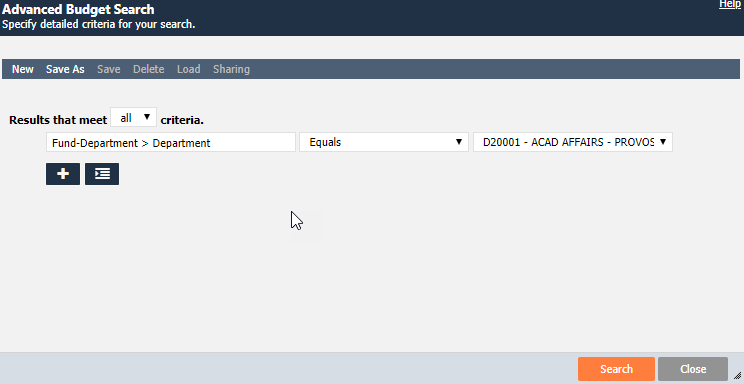 Advanced Budget Search
Help
Specify detailed criteria for your search.
New Save As Save Delete Load Sharing
Results that meet all criteria.
Fund-Department > Department Equals D20001 - ACAD AFFAIRS - PROVOS
Search Close